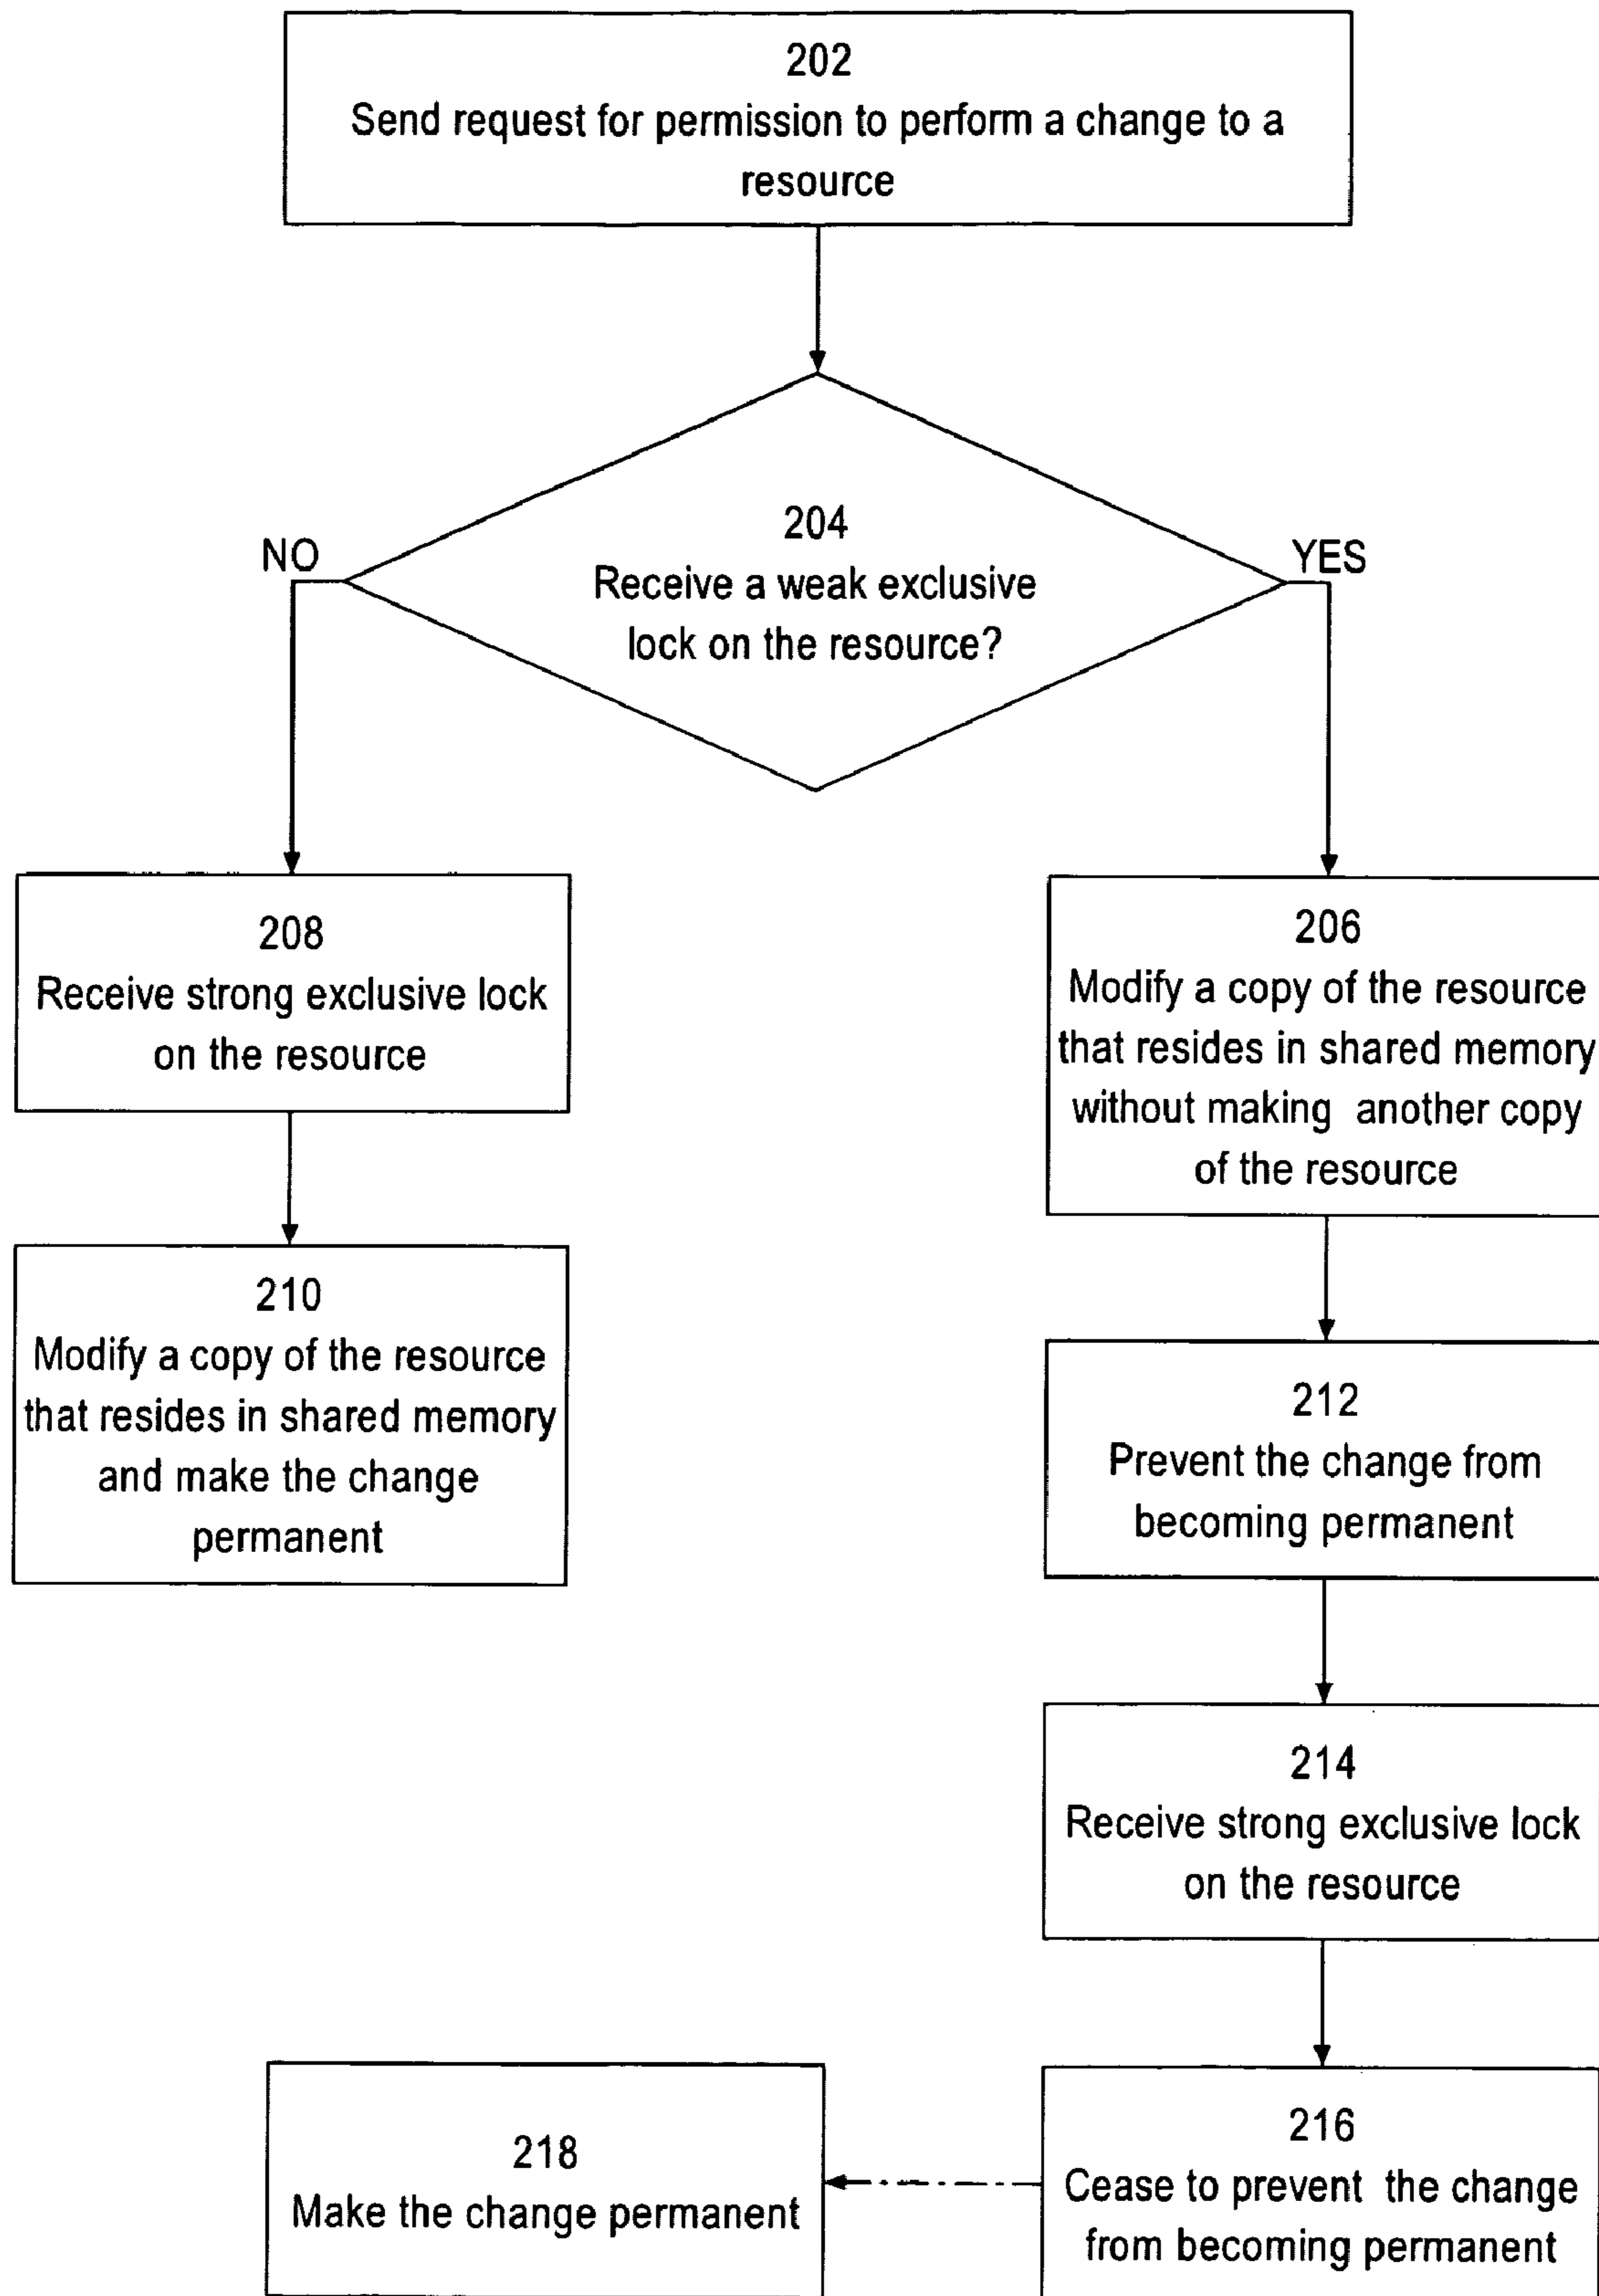 202
Send request for permission to perform a change to a
resource
204
Receive a weak exclusive
lock on the resource?
NO
YES
208
Receive strong exclusive lock
on the resource
206
Modify a copy of the resource
that resides in shared memory
without making another copy
of the resource
210
Modify a copy of the resource
that resides in shared memory
and make the change
permanent
212
Prevent the change from
becoming permanent
214
Receive strong exclusive lock
on the resource
216
Cease to prevent the change
from becoming permanent
218
Make the change permanent